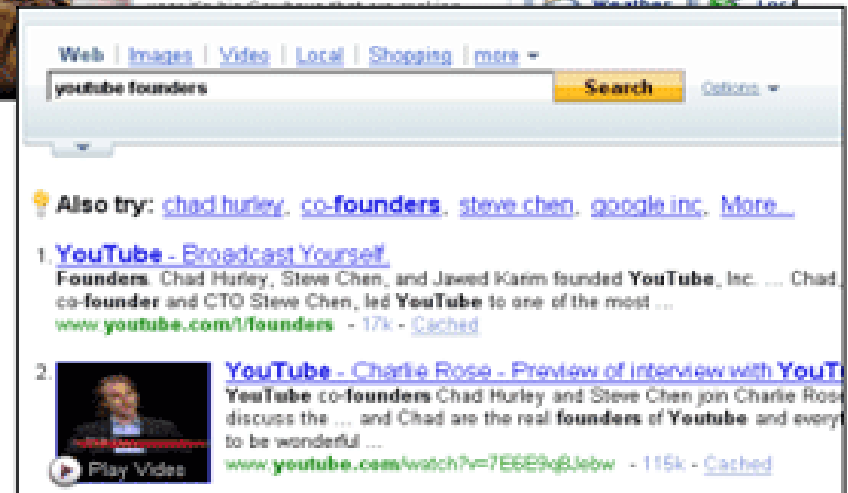 Weather
Web | Images | Video | Local | Shopping | more
youtube founders
Search
Options
Also try: chad hurley, co-founders, steve chen, google inc, More...
1. YouTube - Broadcast Yourself.
Founders. Chad Hurley, Steve Chen, and Jawed Karim founded YouTube, Inc. ... Chad,
co-founder and CTO Steve Chen, led YouTube to one of the most ...
www.youtube.com/t/founders - 17k - Cached
2. YouTube - Charlie Rose - Preview of interview with YouT
YouTube co-founders Chad Hurley and Steve Chen join Charlie Rose
discuss the ... and Chad are the real founders of Youtube and everyt
to be wonderful ...
Play Video
www.youtube.com/watch?v=7E6E9qBJebw - 115k - Cached